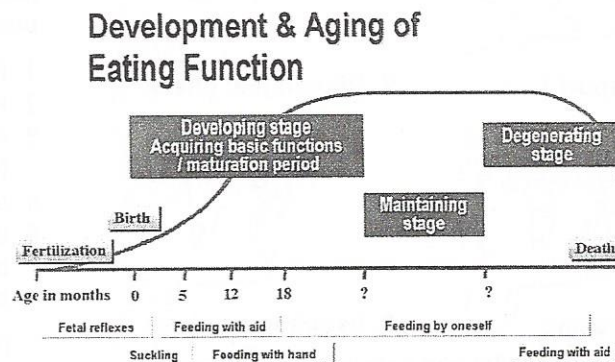 Development & Aging of
Eating Function
Developing stage
Acquiring basic functions
/ maturation period
Degenerating
stage
Maintaining
stage
Birth
Fertilization
Death
Age in months 0 5 12 18 ? ?
Fetal reflexes Feeding with aid Feeding by oneself
Suckling Fooding with hand Feeding with aid